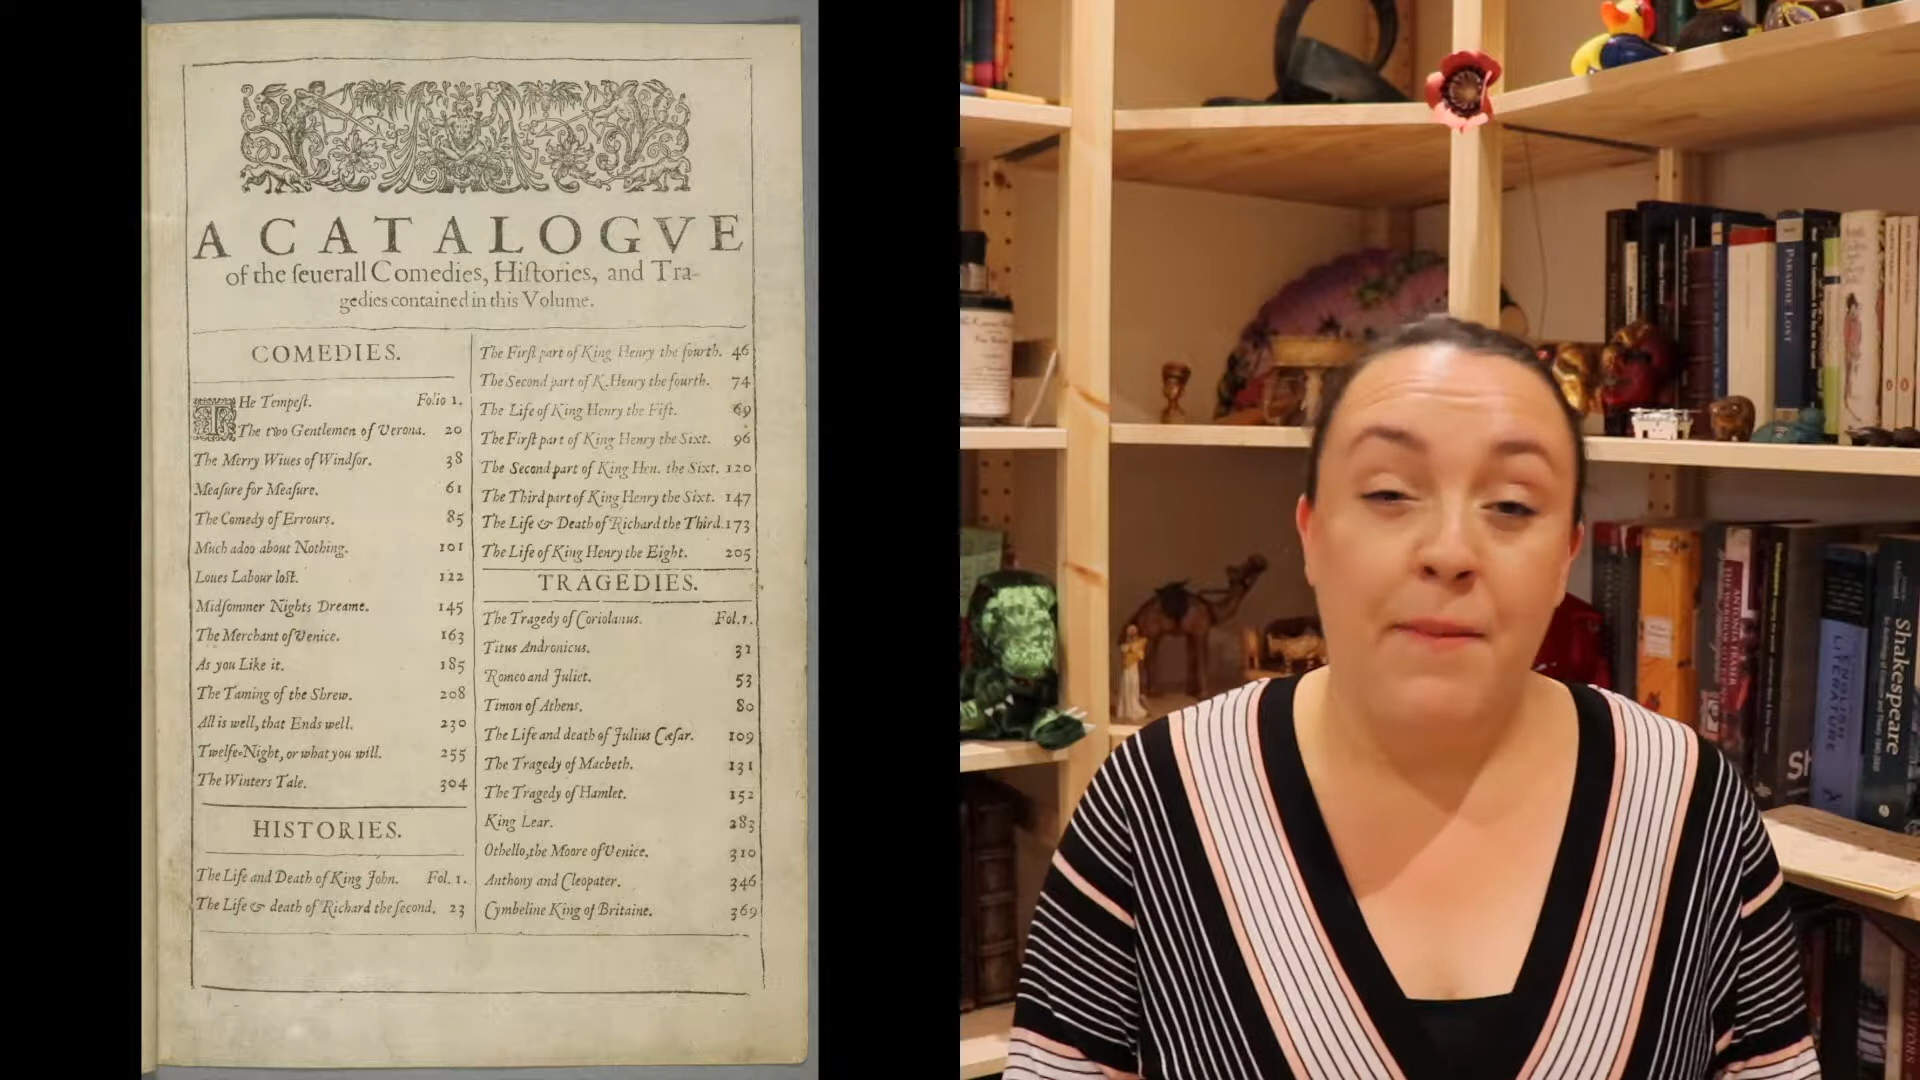 A CATALOGVE
of the ſeuerall Comedies, Hiſtories, and Tra-
gedies contained in this Volume.
COMEDIES.
THe Tempeſt. Folio 1.
The two Gentlemen of Verona. 20
The Merry Wiues of Windſor. 38
Meaſure for Meaſure. 61
The Comedy of Errours. 85
Much adoo about Nothing. 101
Loues Labour loſt. 122
Midſommer Nights Dreame. 145
The Merchant of Venice. 163
As you Like it. 185
The Taming of the Shrew. 208
All is well, that Ends well. 230
Twelfe-Night, or what you will. 255
The Winters Tale. 304
HISTORIES.
The Life and Death of King John. Fol. 1.
The Life & death of Richard the ſecond. 23
The Firſt part of King Henry the fourth. 46
The Second part of K. Henry the fourth. 74
The Life of King Henry the Fift. 69
The Firſt part of King Henry the Sixt. 96
The Second part of King Hen. the Sixt. 120
The Third part of King Henry the Sixt. 147
The Life & Death of Richard the Third. 173
The Life of King Henry the Eight. 205
TRAGEDIES.
The Tragedy of Coriolanus. Fol. 1.
Titus Andronicus. 31
Romeo and Juliet. 53
Timon of Athens. 80
The Life and death of Julius Cæſar. 109
The Tragedy of Macbeth. 131
The Tragedy of Hamlet. 152
King Lear. 283
Othello, the Moore of Venice. 310
Anthony and Cleopater. 346
Cymbeline King of Britaine. 369
PARADISE LOST
ANTONIA FRASER
ENGLISH LITERATURE
Shakespeare